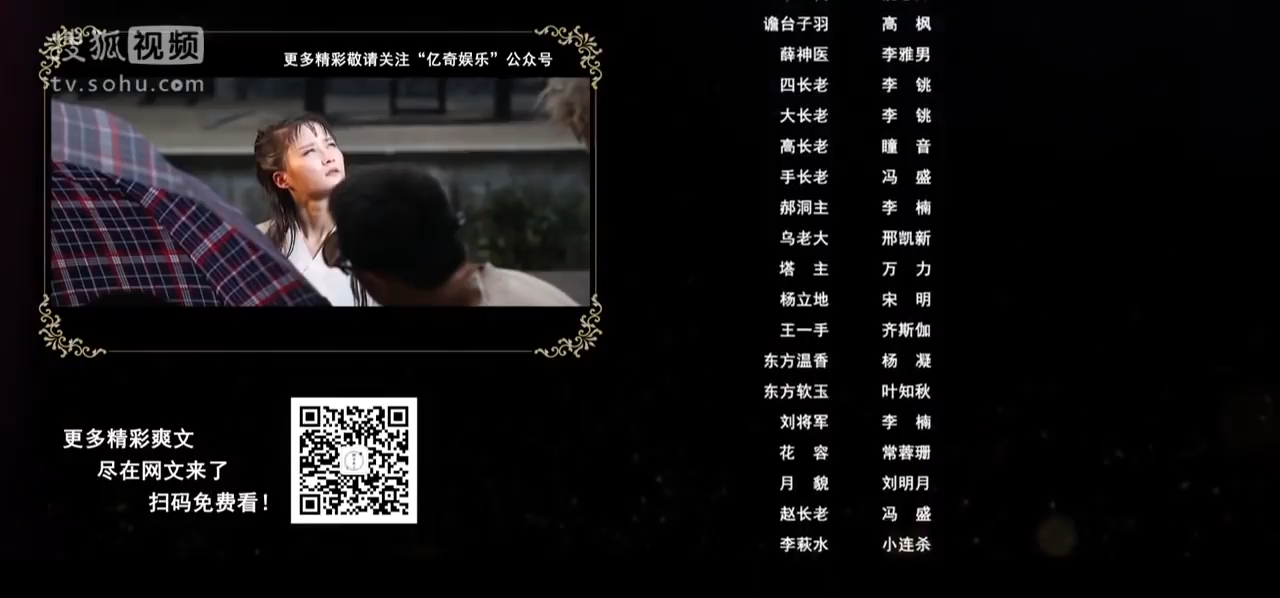 搜狐视频
tv.sohu.com
更多精彩敬请关注“亿奇娱乐”公众号
更多精彩爽文
尽在网文来了
扫码免费看！
谵台子羽 高 枫
薛神医 李雅男
四长老 李 铫
大长老 李 铫
高长老 瞳 音
手长老 冯 盛
郝洞主 李 楠
乌老大 邢凯新
塔 主 万 力
杨立地 宋 明
王一手 齐斯伽
东方温香 杨 凝
东方软玉 叶知秋
刘将军 李 楠
花 容 常蓉珊
月 貌 刘明月
赵长老 冯 盛
李萩水 小连杀